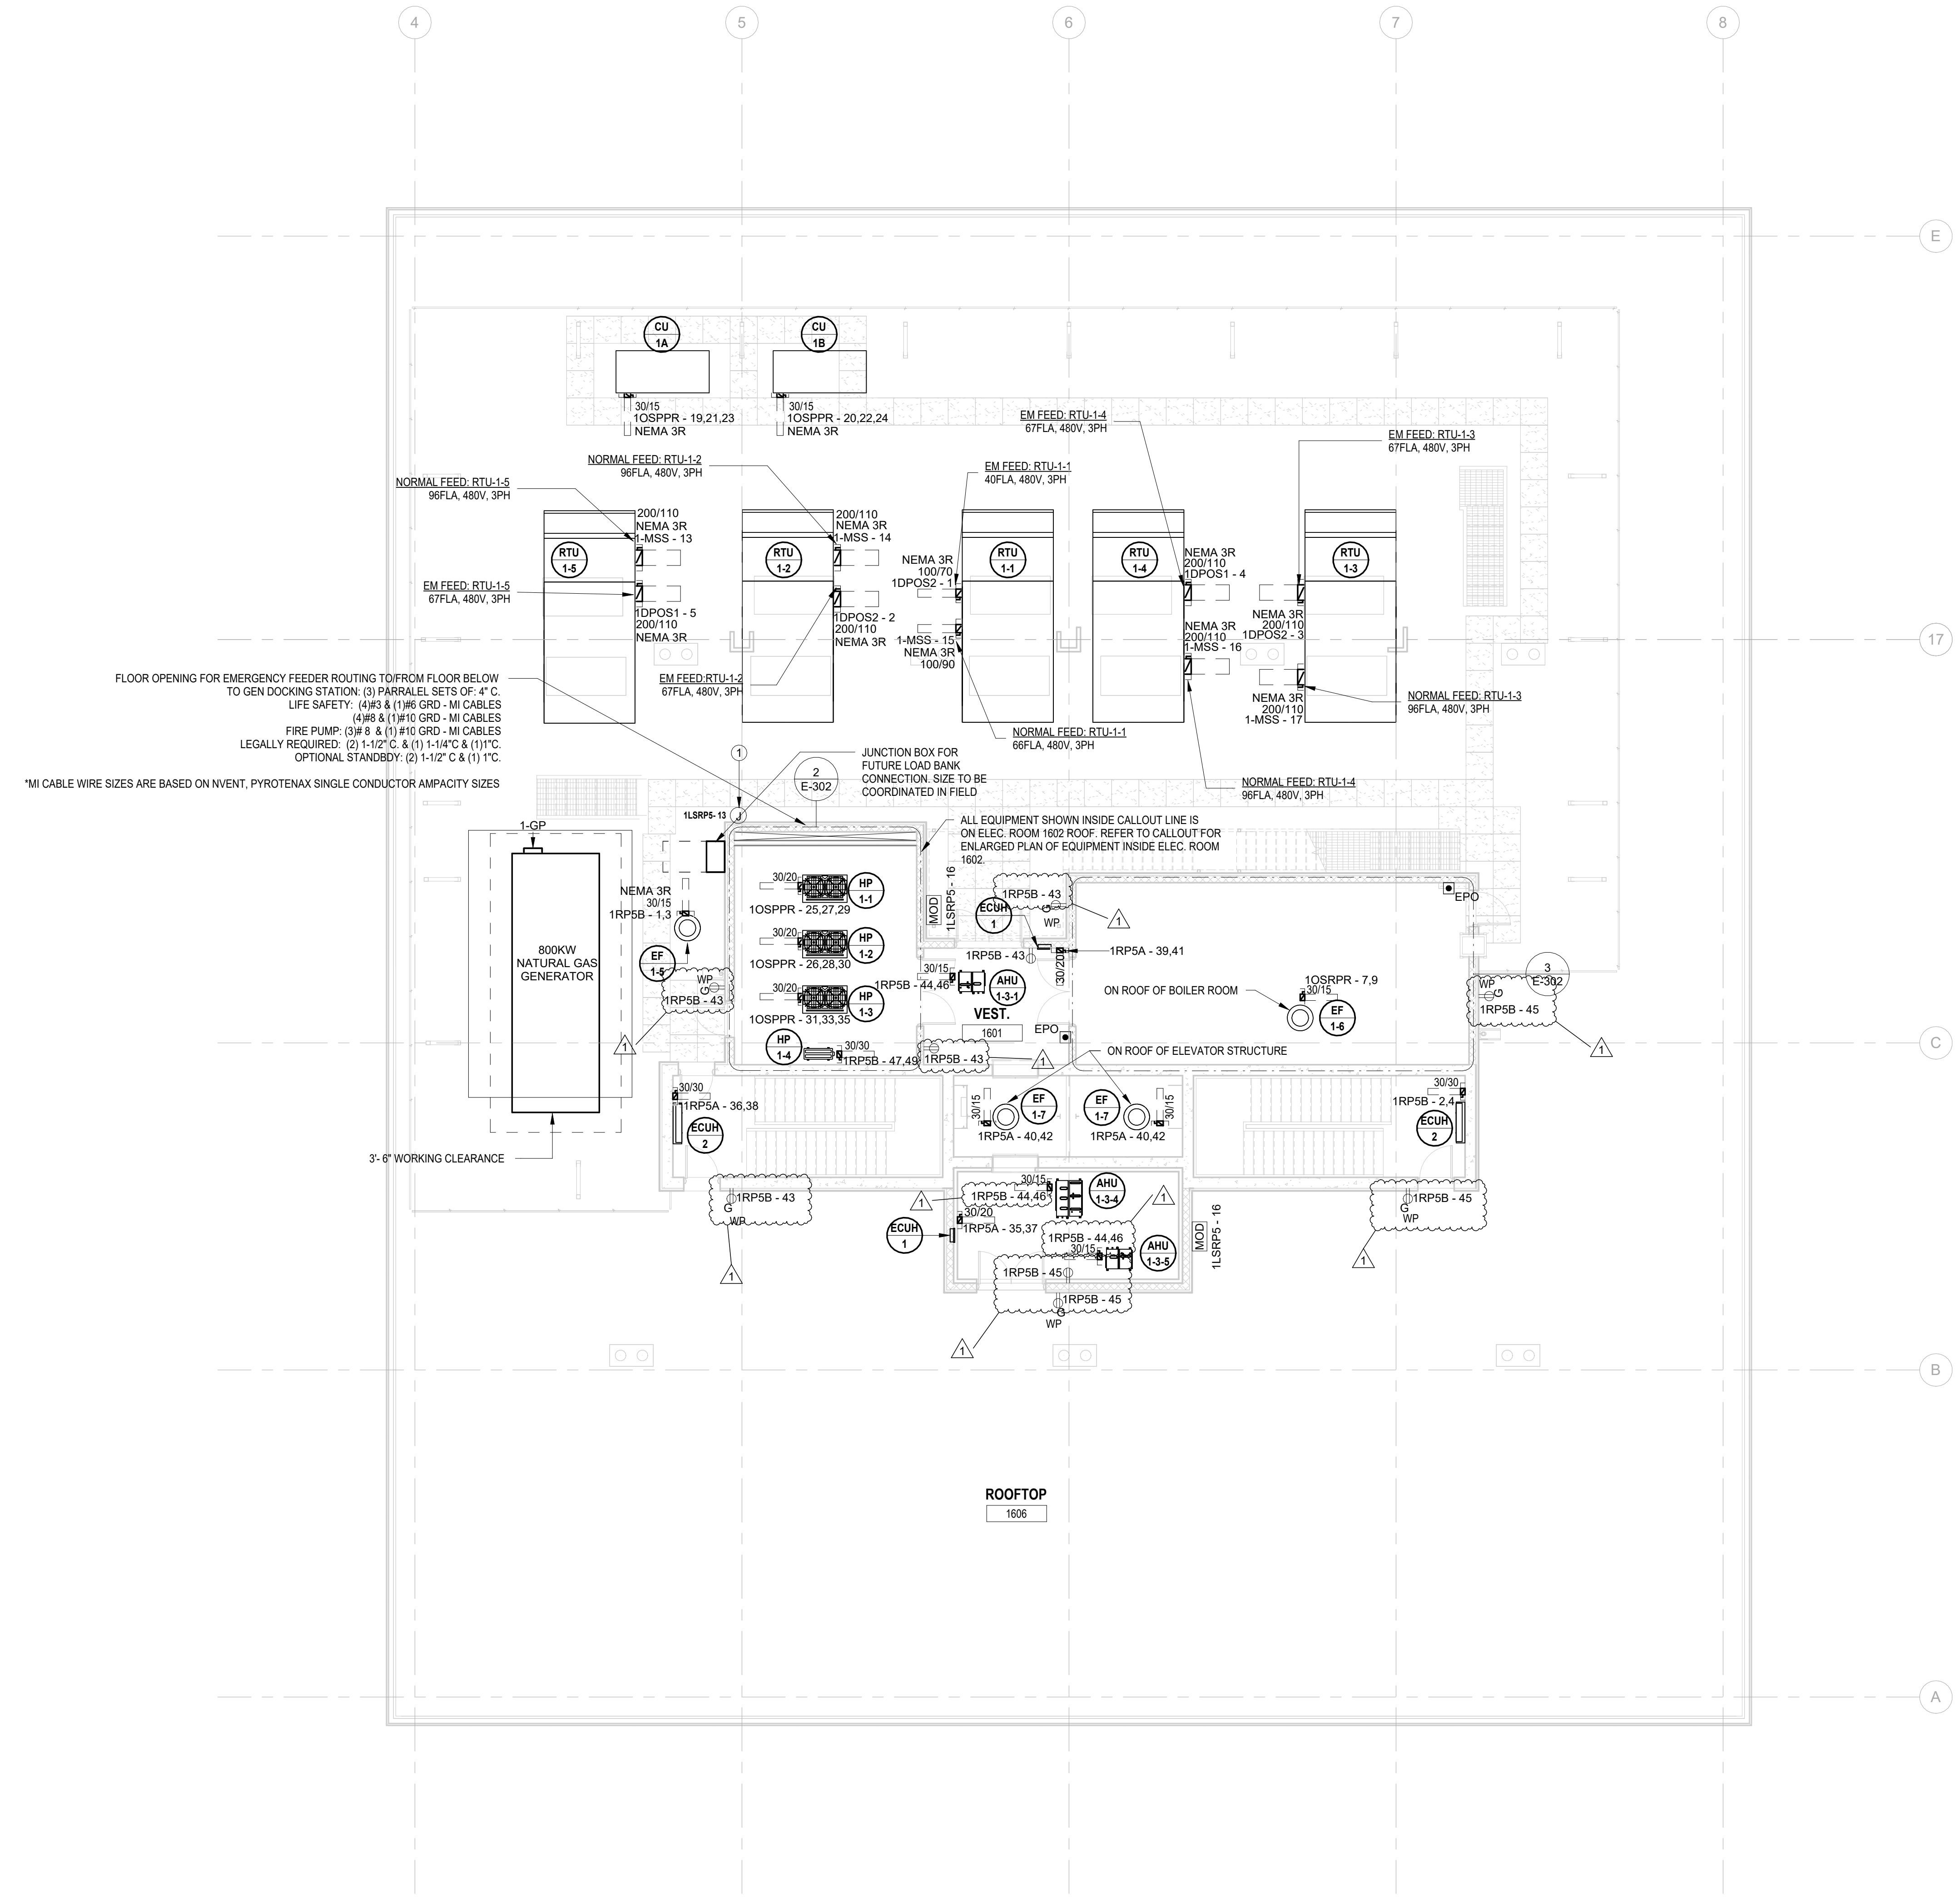 4
5
6
7
8
E
17
C
B
A
CU
1A
CU
1B
30/15
1OSPPR - 19,21,23
NEMA 3R
30/15
1OSPPR - 20,22,24
NEMA 3R
EM FEED: RTU-1-4
67FLA, 480V, 3PH
EM FEED: RTU-1-3
67FLA, 480V, 3PH
NORMAL FEED: RTU-1-2
96FLA, 480V, 3PH
EM FEED: RTU-1-1
40FLA, 480V, 3PH
NORMAL FEED: RTU-1-5
96FLA, 480V, 3PH
200/110
NEMA 3R
1-MSS - 13
RTU
1-5
EM FEED: RTU-1-5
67FLA, 480V, 3PH
1DPOS1 - 5
200/110
NEMA 3R
200/110
NEMA 3R
1-MSS - 14
RTU
1-2
1DPOS2 - 2
200/110
NEMA 3R
EM FEED:RTU-1-2
67FLA, 480V, 3PH
NEMA 3R
100/70
1DPOS2 - 1
RTU
1-1
1-MSS - 15
NEMA 3R
100/90
NORMAL FEED: RTU-1-1
66FLA, 480V, 3PH
RTU
1-4
NEMA 3R
200/110
1DPOS1 - 4
NEMA 3R
200/110
1-MSS - 16
NORMAL FEED: RTU-1-4
96FLA, 480V, 3PH
RTU
1-3
NEMA 3R
200/110
1DPOS2 - 3
NEMA 3R
200/110
1-MSS - 17
NORMAL FEED: RTU-1-3
96FLA, 480V, 3PH
FLOOR OPENING FOR EMERGENCY FEEDER ROUTING TO/FROM FLOOR BELOW
TO GEN DOCKING STATION: (3) PARRALEL SETS OF: 4" C.
LIFE SAFETY: (4)#3 & (1)#6 GRD - MI CABLES
(4)#8 & (1)#10 GRD - MI CABLES
FIRE PUMP: (3)# 8 & (1) #10 GRD - MI CABLES
LEGALLY REQUIRED: (2) 1-1/2" C. & (1) 1-1/4"C & (1)1"C.
OPTIONAL STANDBDY: (2) 1-1/2" C & (1) 1"C.
*MI CABLE WIRE SIZES ARE BASED ON NVENT, PYROTENAX SINGLE CONDUCTOR AMPACITY SIZES
1
2
E-302
JUNCTION BOX FOR
FUTURE LOAD BANK
CONNECTION. SIZE TO BE
COORDINATED IN FIELD
1LSRP5- 13
J
ALL EQUIPMENT SHOWN INSIDE CALLOUT LINE IS
ON ELEC. ROOM 1602 ROOF. REFER TO CALLOUT FOR
ENLARGED PLAN OF EQUIPMENT INSIDE ELEC. ROOM
1602.
1-GP
800KW
NATURAL GAS
GENERATOR
3'- 6" WORKING CLEARANCE
NEMA 3R
30/15
1RP5B - 1,3
EF
1-5
WP
G
1RP5B - 43
1
30/20
HP
1-1
1OSPPR - 25,27,29
30/20
HP
1-2
1OSPPR - 26,28,30
30/20
HP
1-3
1OSPPR - 31,33,35
HP
1-4
30/30
1RP5B - 47,49
MOD
1LSRP5 - 16
1RP5B - 43
G
WP
1
ECUH
1
1RP5B - 43
30/20
1RP5A - 39,41
30/15
1RP5B - 44,46
AHU
1-3-1
VEST.
1601
EPO
1RP5B - 43
1
EPO
ON ROOF OF BOILER ROOM
1OSRPR - 7,9
30/15
EF
1-6
3
E-302
WP
G
1RP5B - 45
1
ON ROOF OF ELEVATOR STRUCTURE
30/30
1RP5A - 36,38
ECUH
2
30/15
EF
1-7
1RP5A - 40,42
EF
1-7
30/15
1RP5A - 40,42
30/30
1RP5B - 2,4
ECUH
2
1RP5B - 43
G
WP
1
30/15
1RP5B - 44,46
AHU
1-3-4
1
1
30/20
1RP5A - 35,37
ECUH
1
1RP5B - 44,46
30/15
AHU
1-3-5
MOD
1LSRP5 - 16
1RP5B - 45
1RP5B - 45
G
WP
1
1RP5B - 45
G
WP
1
ROOFTOP
1606